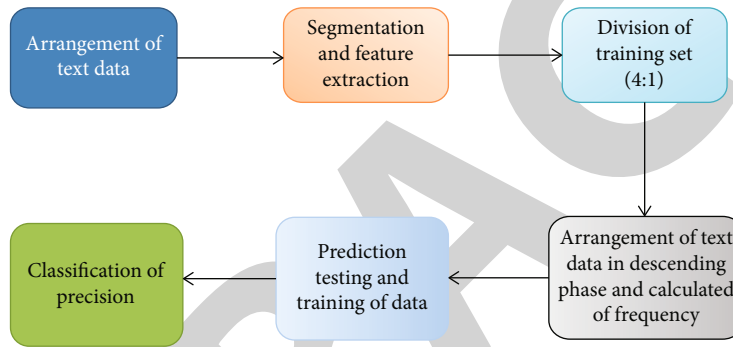 Arrangement of
text data
Segmentation
and feature
extraction
Division of
training set
(4:1)
Arrangement of text
data in descending
phase and calculated
of frequency
Prediction
testing and
training of data
Classification of
precision